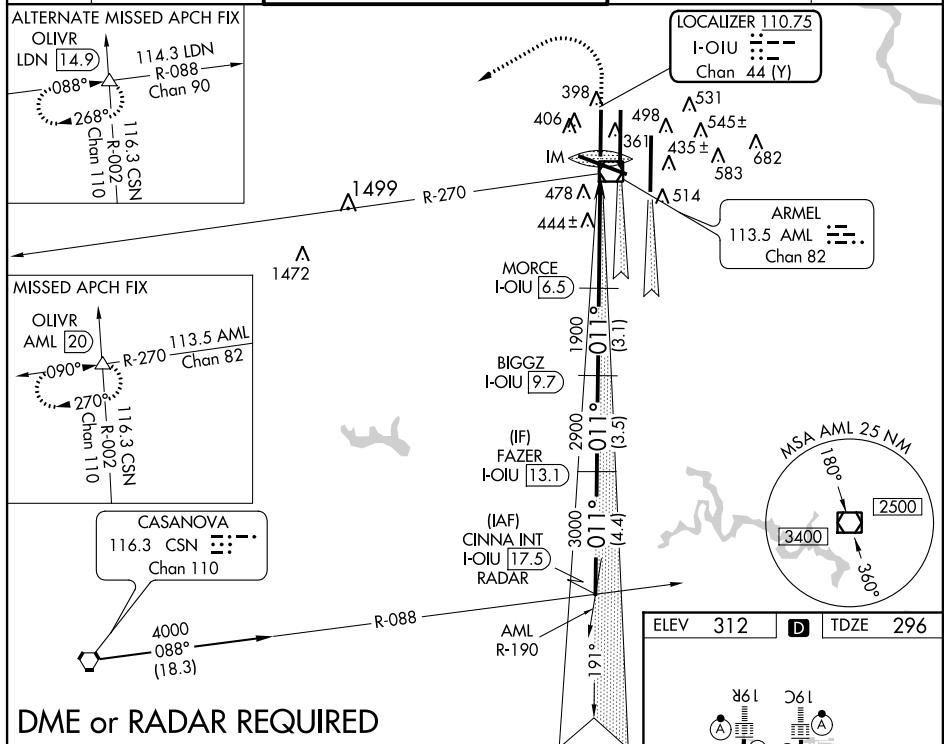 ALTERNATE MISSED APCH FIX
OLIVR
LDN 14.9
114.3 LDN
R-088
Chan 90
088°
268°
Chan 110
R-002
116.3 CSN
LOCALIZER 110.75
I-OIU
Chan 44 (Y)
398
406
498
531
545±
361
435±
583
682
IM
478
514
444±
1499
R-270
1472
ARMEL
113.5 AML
Chan 82
MISSED APCH FIX
OLIVR
AML 20
R-270
113.5 AML
Chan 82
090°
270°
Chan 110
R-002
116.3 CSN
MORCE
I-OIU 6.5
1900
011°
(3.1)
BIGGZ
I-OIU 9.7
2900
011°
(3.5)
(IF)
FAZER
I-OIU 13.1
3000
011°
(4.4)
(IAF)
CINNA INT
I-OIU 17.5
RADAR
MSA AML 25 NM
180°
2500
3400
360°
CASANOVA
116.3 CSN
Chan 110
4000
088°
(18.3)
R-088
AML
R-190
191°
ELEV 312
D
TDZE 296
19R
19C
A
A
DME or RADAR REQUIRED